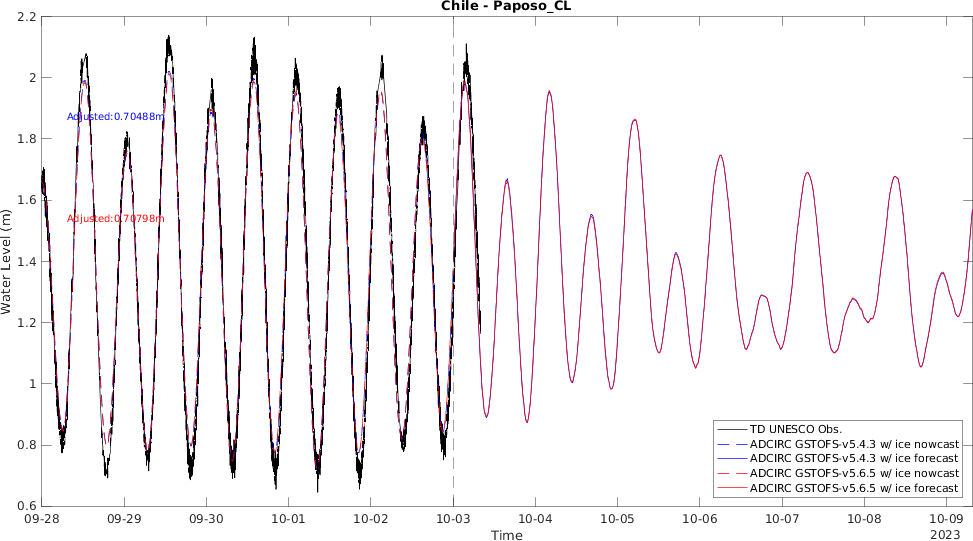 Chile - Paposo_CL
2.2
2
1.8
1.6
1.4
1.2
1
0.8
0.6
Water Level (m)
Adjusted:0.70488m
Adjusted:0.70798m
TD UNESCO Obs.
ADCIRC GSTOFS-v5.4.3 w/ ice nowcast
ADCIRC GSTOFS-v5.4.3 w/ ice forecast
ADCIRC GSTOFS-v5.6.5 w/ ice nowcast
ADCIRC GSTOFS-v5.6.5 w/ ice forecast
09-28 09-29 09-30 10-01 10-02 10-03 10-04 10-05 10-06 10-07 10-08 10-09
2023
Time